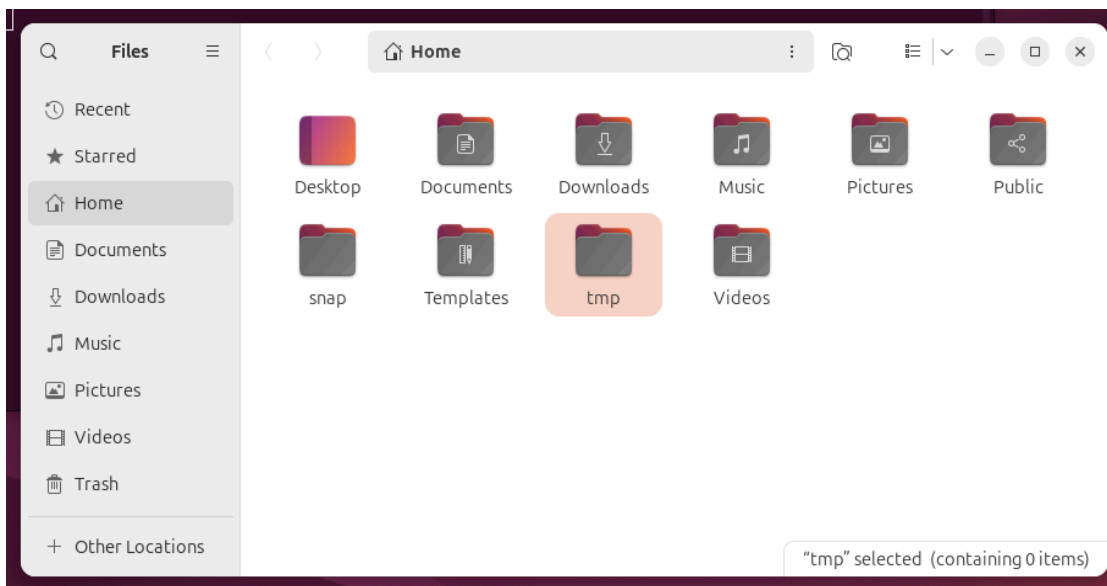 Files
Home
Recent
Starred
Home
Documents
Downloads
Music
Pictures
Videos
Trash
Other Locations
Desktop
Documents
Downloads
Music
Pictures
Public
snap
Templates
tmp
Videos
“tmp” selected (containing 0 items)